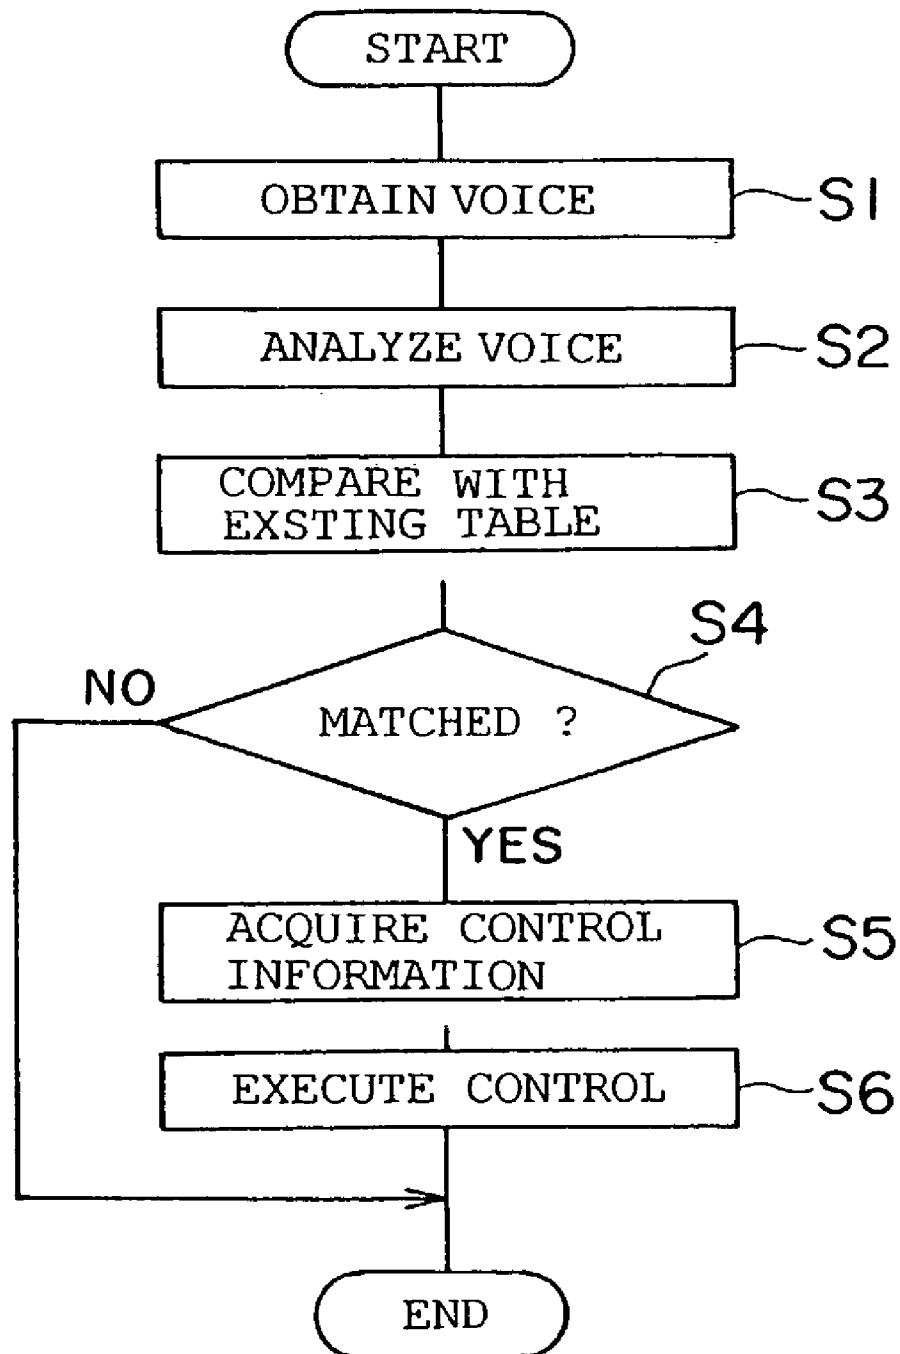 START
OBTAIN VOICE
S1
ANALYZE VOICE
S2
COMPARE WITH
EXSTING TABLE
S3
S4
NO
MATCHED ?
YES
ACQUIRE CONTROL
INFORMATION
S5
EXECUTE CONTROL
S6
END